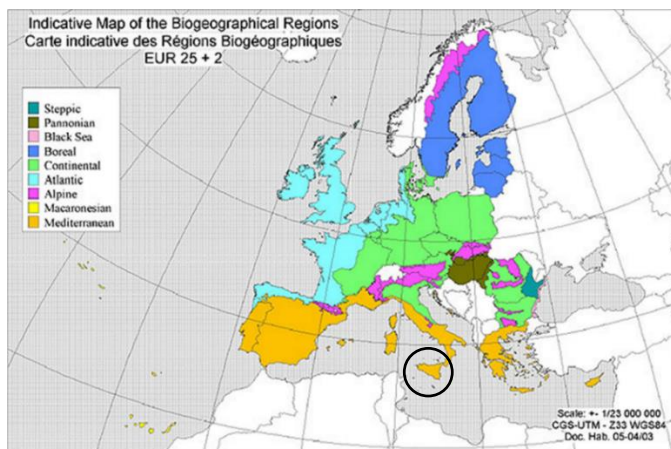 Indicative Map of the Biogeographical Regions
Carte indicative des Régions Biogéographiques
EUR 25 + 2
Steppic
Pannonian
Black Sea
Boreal
Continental
Atlantic
Alpine
Macaronesian
Mediterranean
Scale: +- 1/23 000 000
CGS-UTM - Z33 WGS84
Doc. Hab. 05-04/03